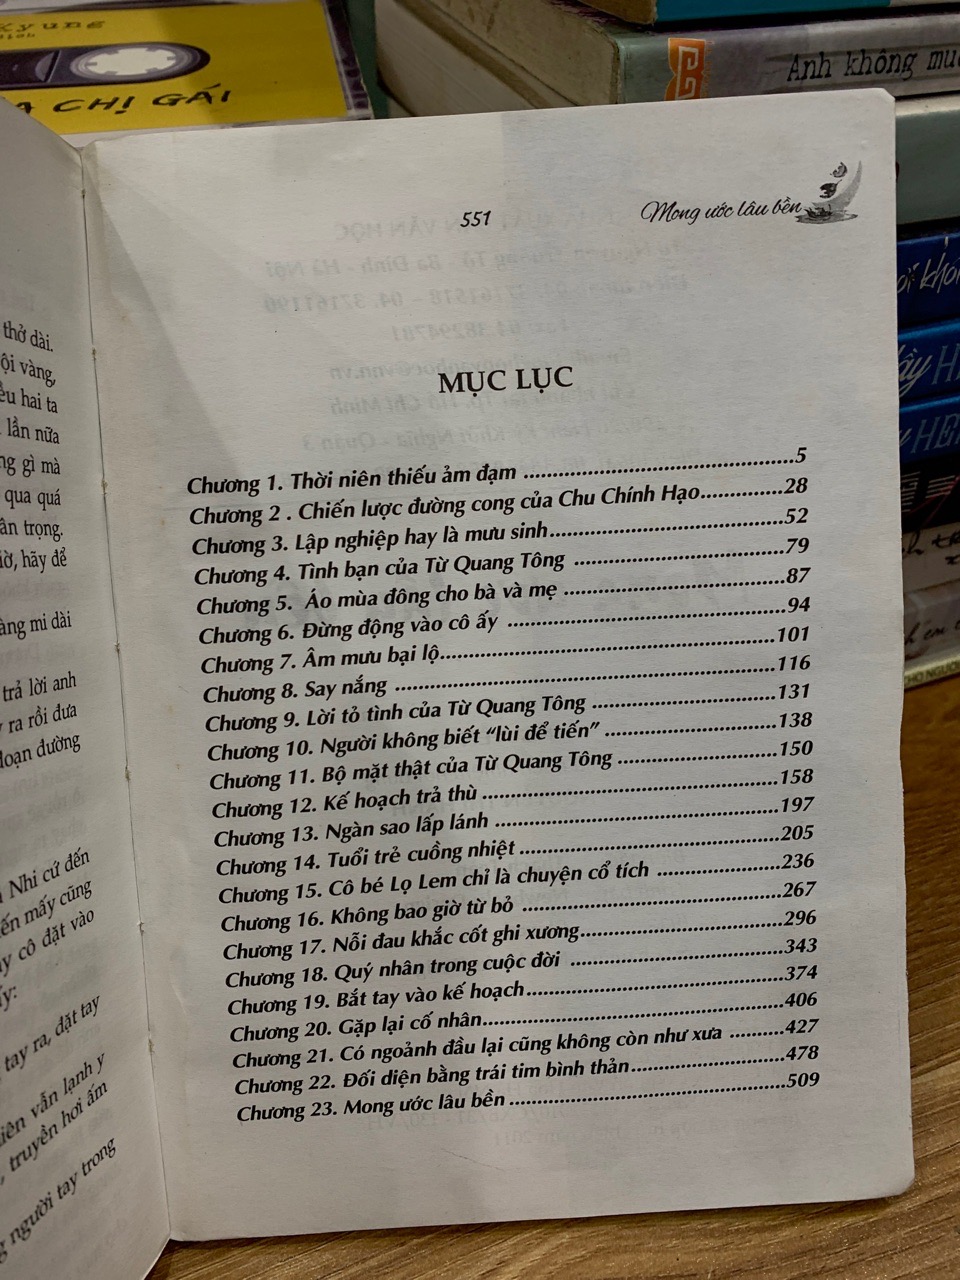 Kỳ ung
CHỊ GÁI
Anh không
551
Mong ước lâu bền
MỤC LỤC
Chương 1. Thời niên thiếu ảm đạm ............5
Chương 2 . Chiến lược đường cong của Chu Chính Hạo............28
Chương 3. Lập nghiệp hay là mưu sinh............52
Chương 4. Tình bạn của Từ Quang Tông ............79
Chương 5. Áo mùa đông cho bà và mẹ ............87
Chương 6. Đừng động vào cô ấy ............94
Chương 7. Âm mưu bại lộ............101
Chương 8. Say nắng ............116
Chương 9. Lời tỏ tình của Từ Quang Tông ............131
Chương 10. Người không biết “lùi để tiến” ............138
Chương 11. Bộ mặt thật của Từ Quang Tông ............150
Chương 12. Kế hoạch trả thù ............158
Chương 13. Ngàn sao lấp lánh ............197
Chương 14. Tuổi trẻ cuồng nhiệt ............205
Chương 15. Cô bé Lọ Lem chỉ là chuyện cổ tích ............236
Chương 16. Không bao giờ từ bỏ ............267
Chương 17. Nỗi đau khắc cốt ghi xương............296
Chương 18. Quý nhân trong cuộc đời ............343
Chương 19. Bắt tay vào kế hoạch............374
Chương 20. Gặp lại cố nhân............406
Chương 21. Có ngoảnh đầu lại cũng không còn như xưa ............427
Chương 22. Đối diện bằng trái tim bình thản............478
Chương 23. Mong ước lâu bền ............509
thở dài.
vàng,
hai ta
lần nữa
gì mà
qua quá
trọng.
hãy để
mi dài
trả lời anh
ra rồi đưa
đoạn đường
Nhi cứ đến
mấy cũng
cô đặt vào
tay ra, đặt tay
vẫn lạnh y
truyền hơi ấm
người tay trong